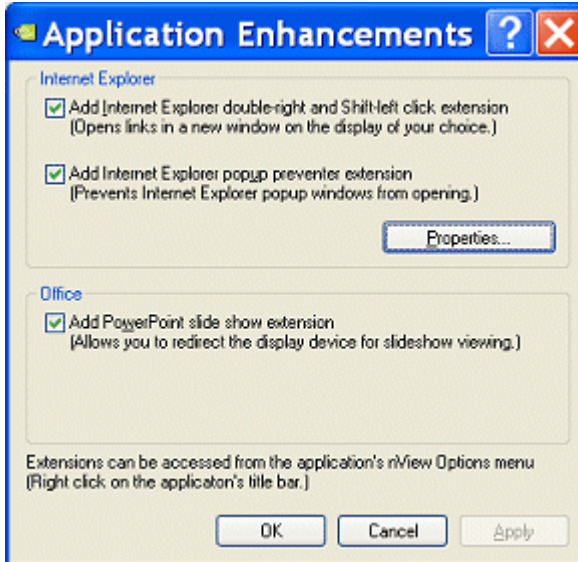 Application Enhancements
Internet Explorer
Add Internet Explorer double-right and Shift-left click extension
(Opens links in a new window on the display of your choice.)
Add Internet Explorer popup preventer extension
(Prevents Internet Explorer popup windows from opening.)
Properties...
Office
Add PowerPoint slide show extension
(Allows you to redirect the display device for slideshow viewing.)
Extensions can be accessed from the application's nView Options menu
(Right click on the applicaton's title bar.)
OK Cancel Apply